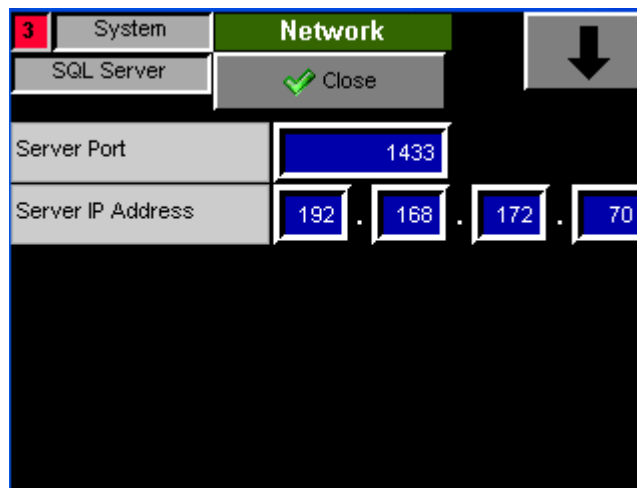 3 System Network
SQL Server Close
Server Port 1433
Server IP Address 192 . 168 . 172 . 70